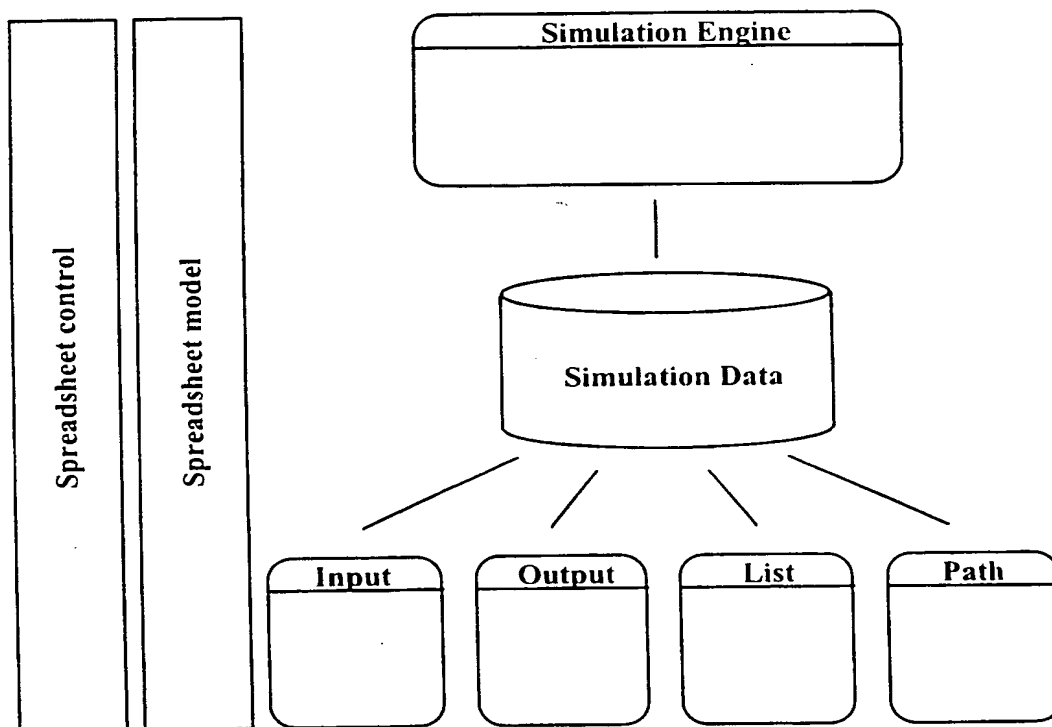 Spreadsheet control
Spreadsheet model
Simulation Engine
Simulation Data
Input
Output
List
Path